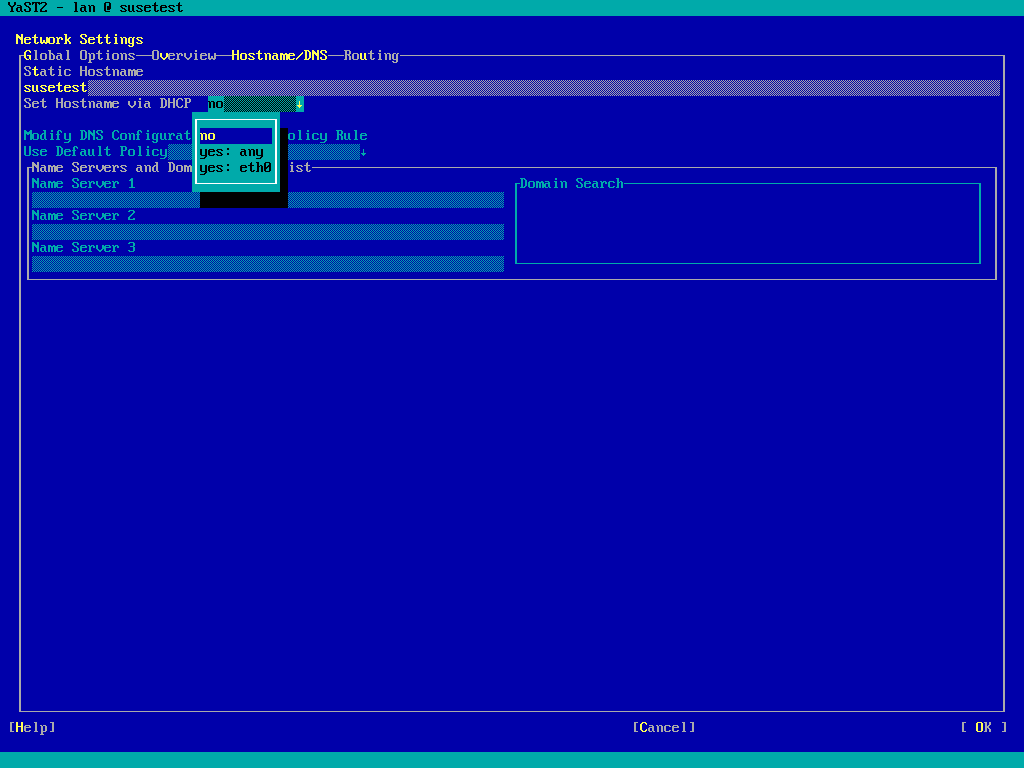 YaST2 - lan @ susetest
Network Settings
Global Options Overview Hostname/DNS Routing
Static Hostname
susetest
Set Hostname via DHCP no ↓
no
yes: any
yes: eth0
Modify DNS Configurat olicy Rule
Use Default Policy ↓
Name Servers and Dom ist
Name Server 1
Domain Search
Name Server 2
Name Server 3
[Help] [Cancel] [ OK ]